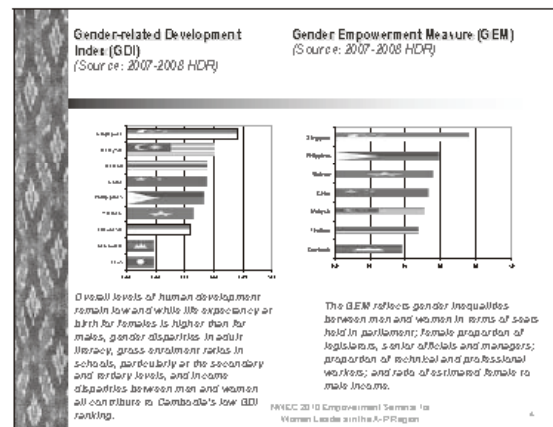 Gender-related Development
Index (GDI)
(Source: 2007-2008 HDR)
Gender Empowerment Measure (GEM)
(Source: 2007-2008 HDR)
Singapore
Philippines
Vietnam
China
Malaysia
Thailand
Cambodia
Overall levels of human development
remain low and while life expectancy at
birth for females is higher than for
males, gender disparities in adult
literacy, gross enrolment ratios in
schools, particularly at the secondary
and tertiary levels, and income
disparities between men and women
all contribute to Cambodia's low GDI
ranking.
The GEM reflects gender inequalities
between men and women in terms of seats
held in parliament; female proportion of
legislators, senior officials and managers;
proportion of technical and professional
workers; and ratio of estimated female to
male income.
NWEC 2010 Empowerment Seminar for
Women Leaders in the A-P Region